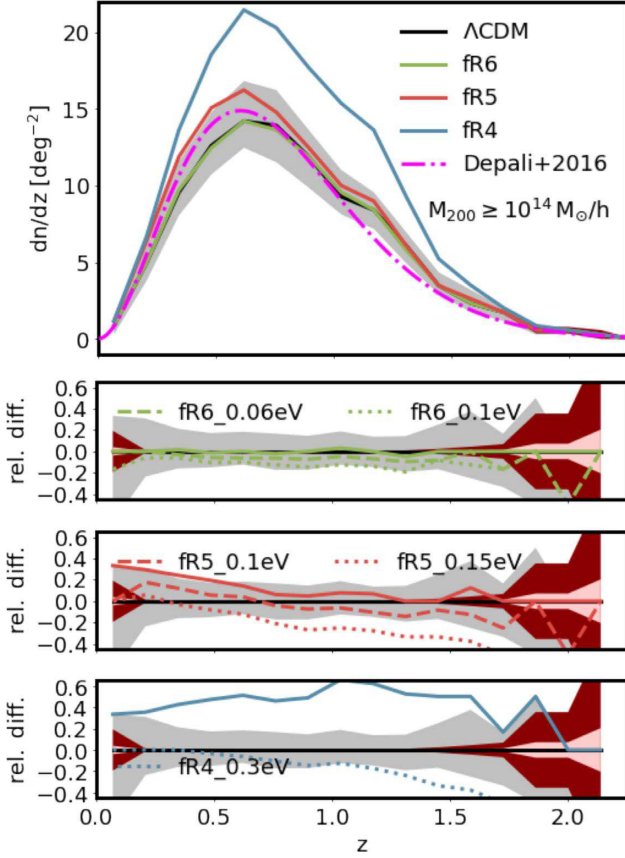 20
15
10
5
0
dn/dz [deg⁻²]
ΛCDM
fR6
fR5
fR4
Depali+2016
M₂₀₀ ≥ 10¹⁴ M⊙/h
0.6
0.4
0.2
0.0
−0.2
−0.4
rel. diff.
fR6_0.06eV
fR6_0.1eV
0.6
0.4
0.2
0.0
−0.2
−0.4
rel. diff.
fR5_0.1eV
fR5_0.15eV
0.6
0.4
0.2
0.0
−0.2
−0.4
rel. diff.
fR4_0.3eV
0.0 0.5 1.0 1.5 2.0
z